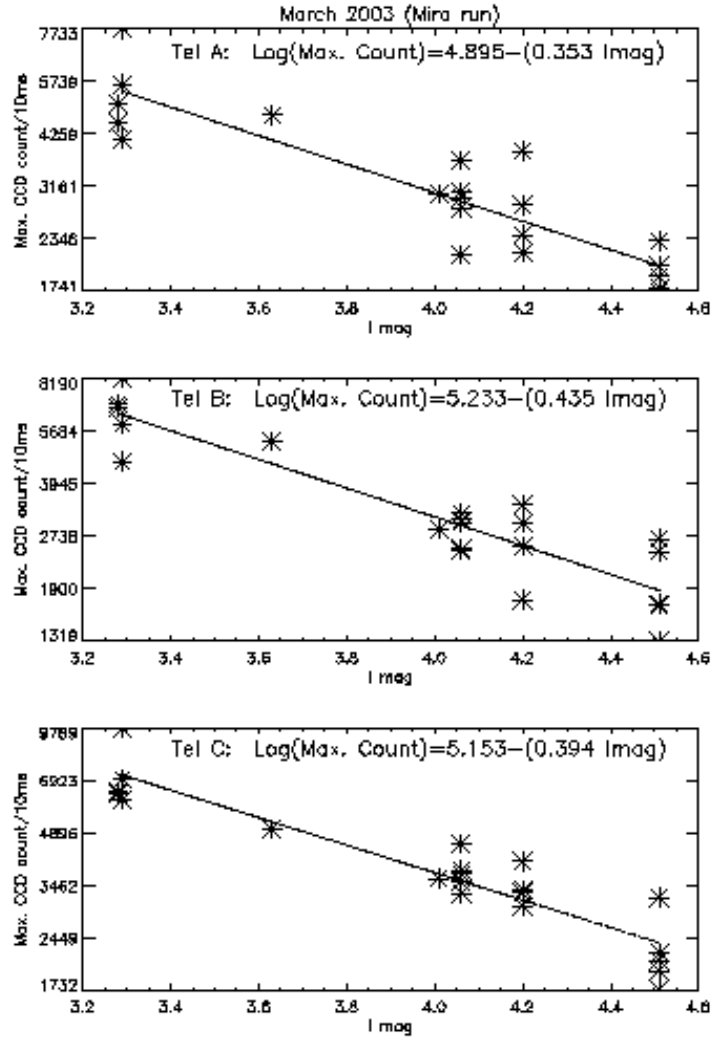 March 2003 (Mira run)
Tel A: Log(Max. Count)=4.895-(0.353 Imag)
Max. CCD count/10ms
7733
5739
4259
3161
2346
1741
3.2 3.4 3.6 3.8 4.0 4.2 4.4 4.6
I mag
Tel B: Log(Max. Count)=5.233-(0.435 Imag)
Max. CCD count/10ms
8190
5684
3945
2738
1900
1319
3.2 3.4 3.6 3.8 4.0 4.2 4.4 4.6
I mag
Tel C: Log(Max. Count)=5.153-(0.394 Imag)
Max. CCD count/10ms
9789
6923
4896
3462
2449
1732
3.2 3.4 3.6 3.8 4.0 4.2 4.4 4.6
I mag